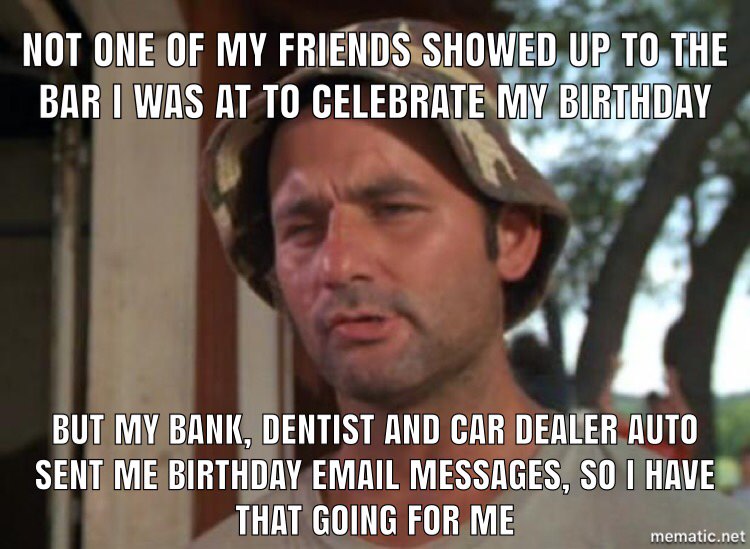 NOT ONE OF MY FRIENDS SHOWED UP TO THE
BAR I WAS AT TO CELEBRATE MY BIRTHDAY
BUT MY BANK, DENTIST AND CAR DEALER AUTO
SENT ME BIRTHDAY EMAIL MESSAGES, SO I HAVE
THAT GOING FOR ME
mematic.net